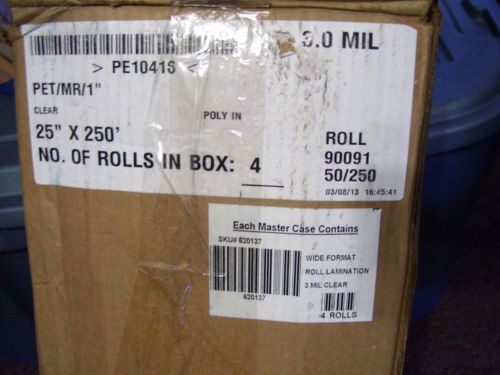 3.0 MIL
> PE10416 <
PET/MR/1"
CLEAR
POLY IN
25" X 250'
ROLL
NO. OF ROLLS IN BOX: 4
90091
50/250
03/08/13 16:45:41
Each Master Case Contains
SKU# 620137
WIDE FORMAT
ROLL LAMINATION
3 MIL CLEAR
620137
4 ROLLS